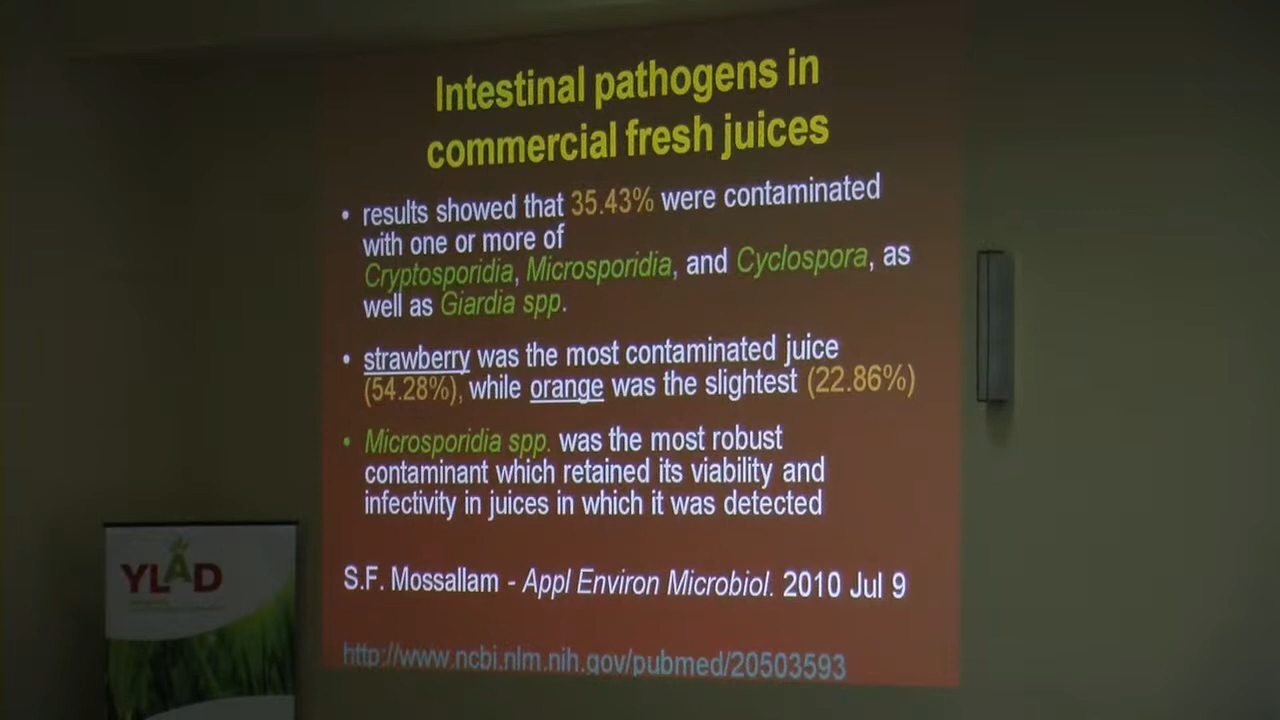 Intestinal pathogens in
commercial fresh juices
• results showed that 35.43% were contaminated
with one or more of
Cryptosporidia, Microsporidia, and Cyclospora, as
well as Giardia spp.
• strawberry was the most contaminated juice
(54.28%), while orange was the slightest (22.86%)
• Microsporidia spp. was the most robust
contaminant which retained its viability and
infectivity in juices in which it was detected
S.F. Mossallam - Appl Environ Microbiol. 2010 Jul 9
http://www.ncbi.nlm.nih.gov/pubmed/20503593
YLAD